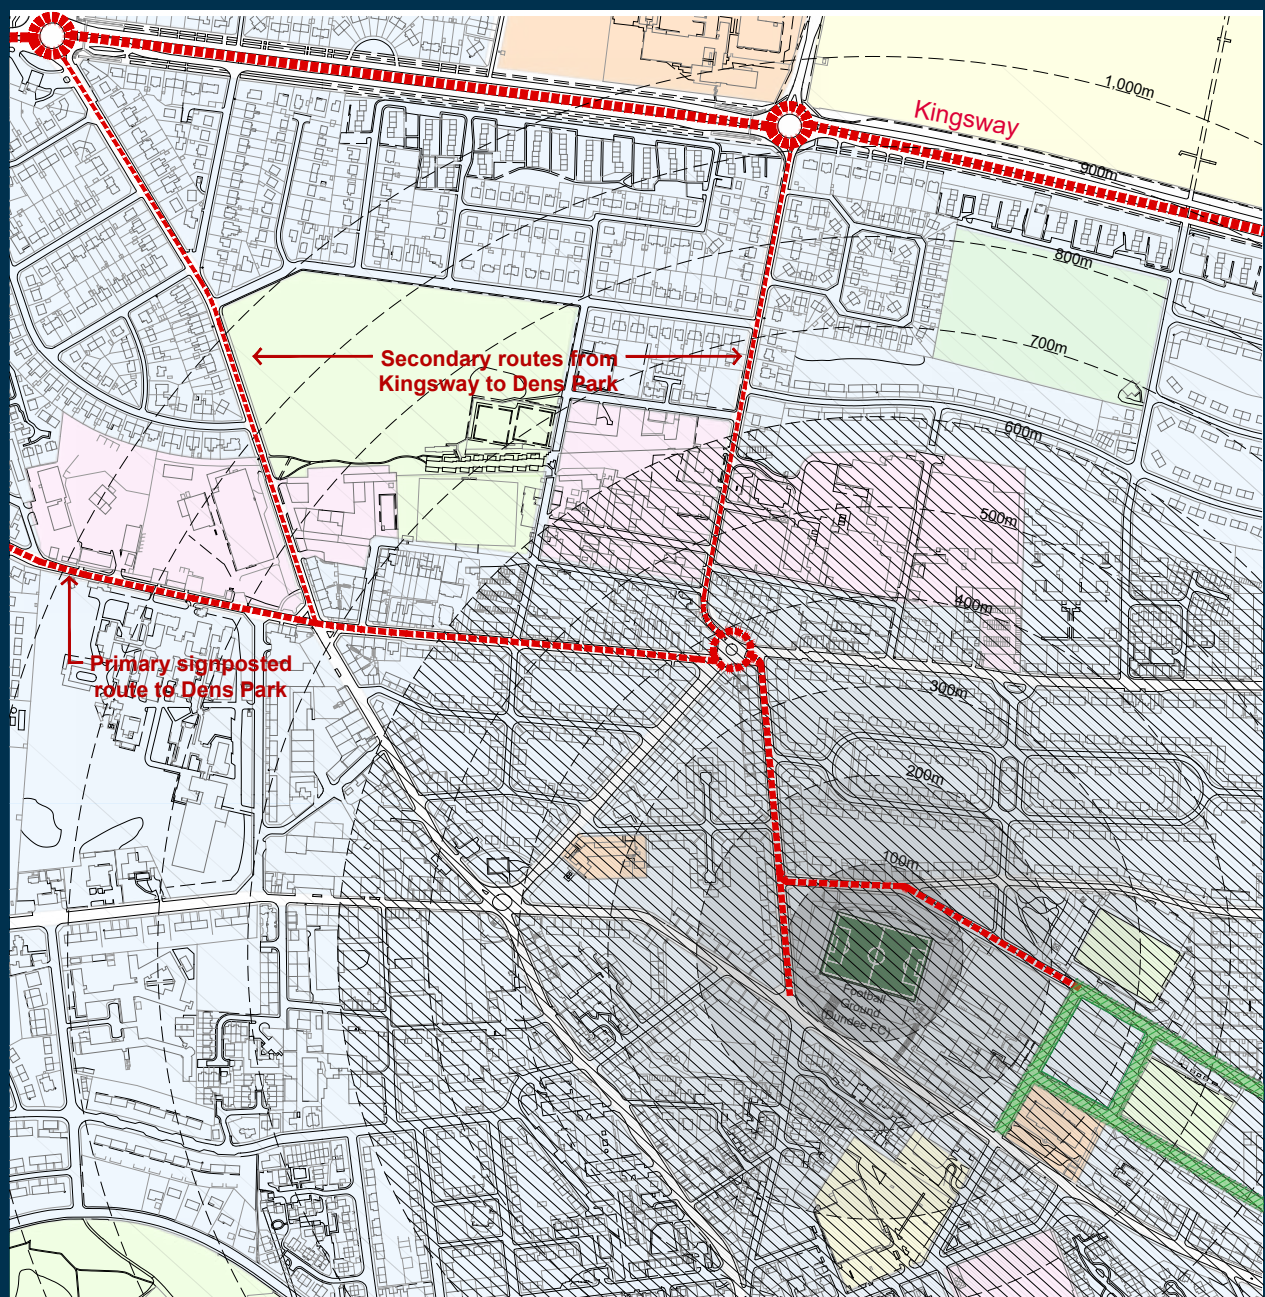 1,000m
Kingsway
900m
800m
700m
Secondary routes from
Kingsway to Dens Park
600m
500m
400m
Primary signposted
route to Dens Park
300m
200m
100m
Football
Ground
(Dundee FC)